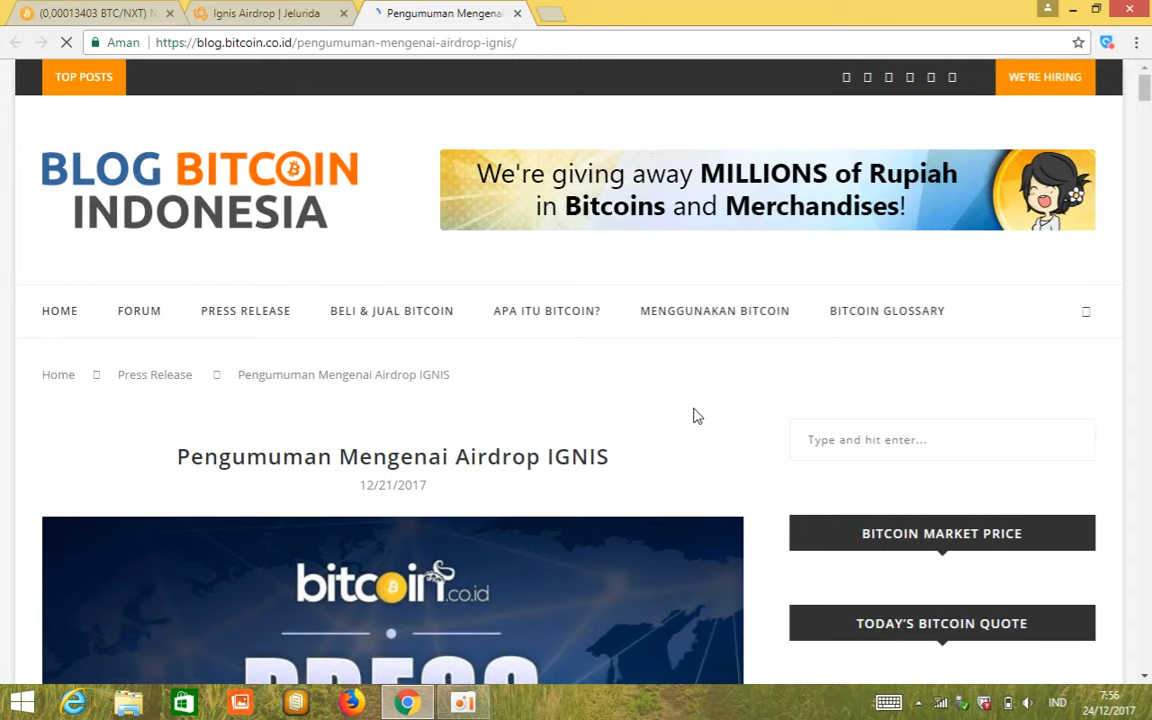 (0,00013403 BTC/NXT) N
Ignis Airdrop | Jelurida
Pengumuman Mengena
Aman
https://blog.bitcoin.co.id/pengumuman-mengenai-airdrop-ignis/
TOP POSTS
WE'RE HIRING
BLOG BITCOIN
INDONESIA
We're giving away MILLIONS of Rupiah
in Bitcoins and Merchandises!
HOME
FORUM
PRESS RELEASE
BELI & JUAL BITCOIN
APA ITU BITCOIN?
MENGGUNAKAN BITCOIN
BITCOIN GLOSSARY
Home
Press Release
Pengumuman Mengenai Airdrop IGNIS
Type and hit enter...
Pengumuman Mengenai Airdrop IGNIS
12/21/2017
BITCOIN MARKET PRICE
bitcoin.co.id
TODAY'S BITCOIN QUOTE
PRESS
IND
7:56
24/12/2017